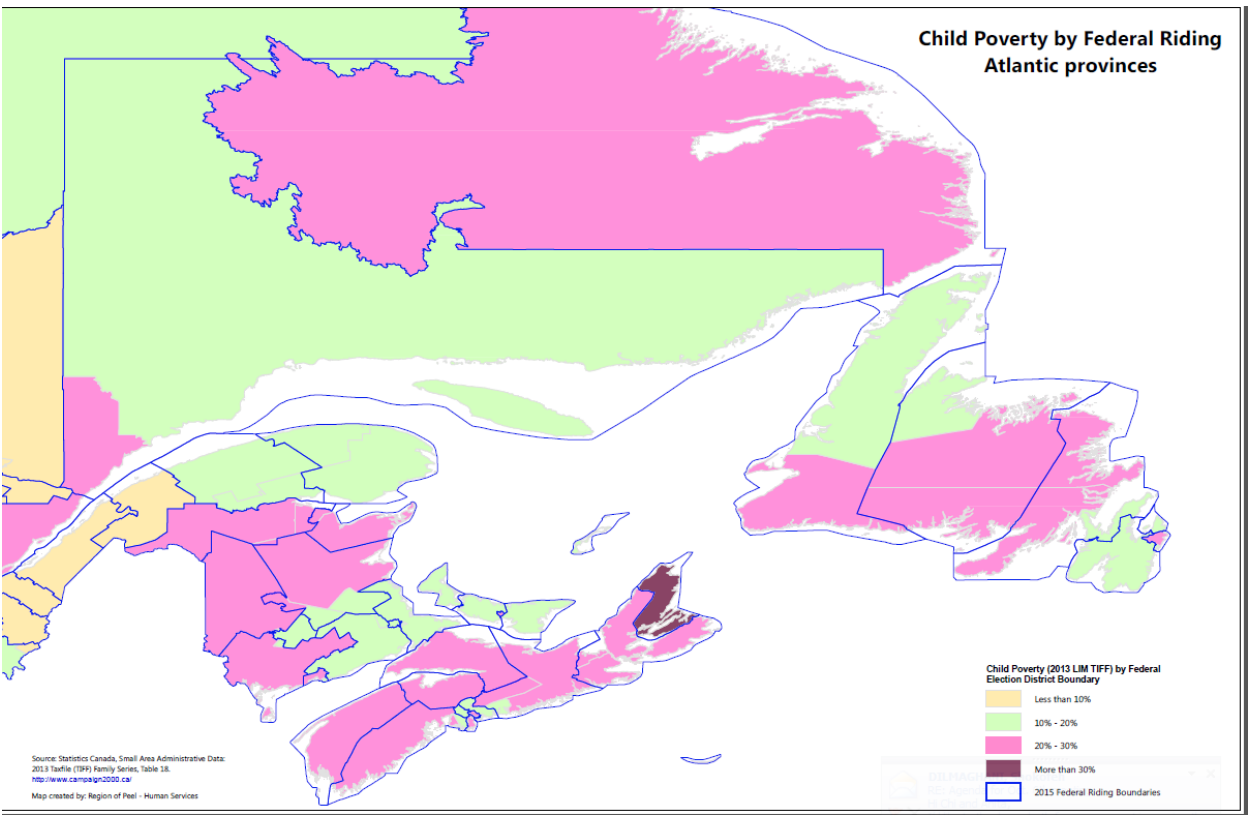 Child Poverty by Federal Riding
Atlantic provinces
Child Poverty (2013 LIM TIFF) by Federal
Election District Boundary
Less than 10%
10% - 20%
20% - 30%
More than 30%
2015 Federal Riding Boundaries
Source: Statistics Canada, Small Area Administrative Data:
2013 Taxfile (TIFF) Family Series, Table 18.
http://www.campaign2000.ca/
Map created by: Region of Peel - Human Services